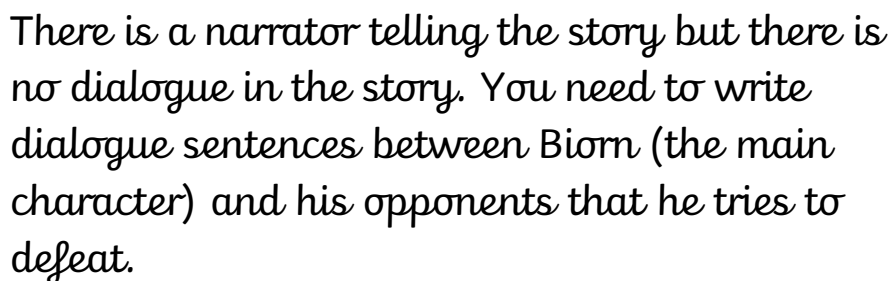 There is a narrator telling the story but there is
no dialogue in the story. You need to write
dialogue sentences between Biorn (the main
character) and his opponents that he tries to
defeat.